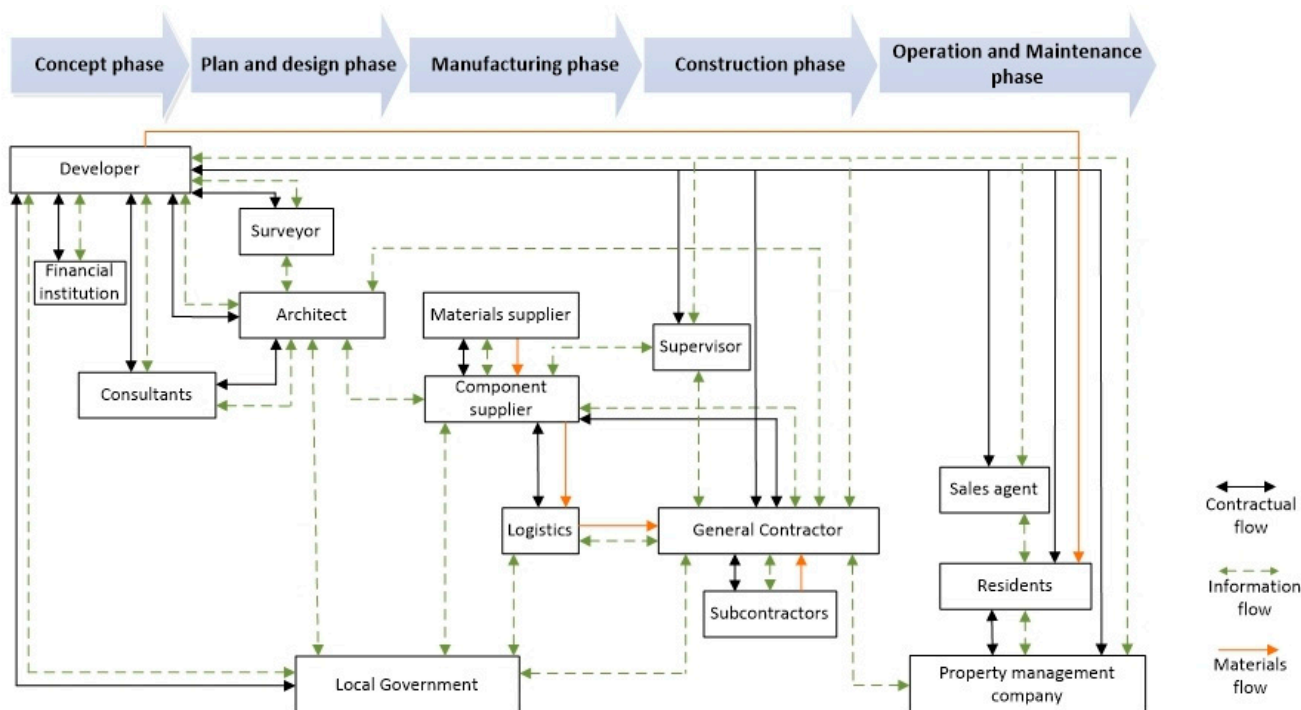 Concept phase
Plan and design phase
Manufacturing phase
Construction phase
Operation and Maintenance
phase
Developer
Surveyor
Financial
institution
Architect
Materials supplier
Supervisor
Consultants
Component
supplier
Sales agent
Logistics
General Contractor
Residents
Subcontractors
Local Government
Property management
company
Contractual
flow
Information
flow
Materials
flow